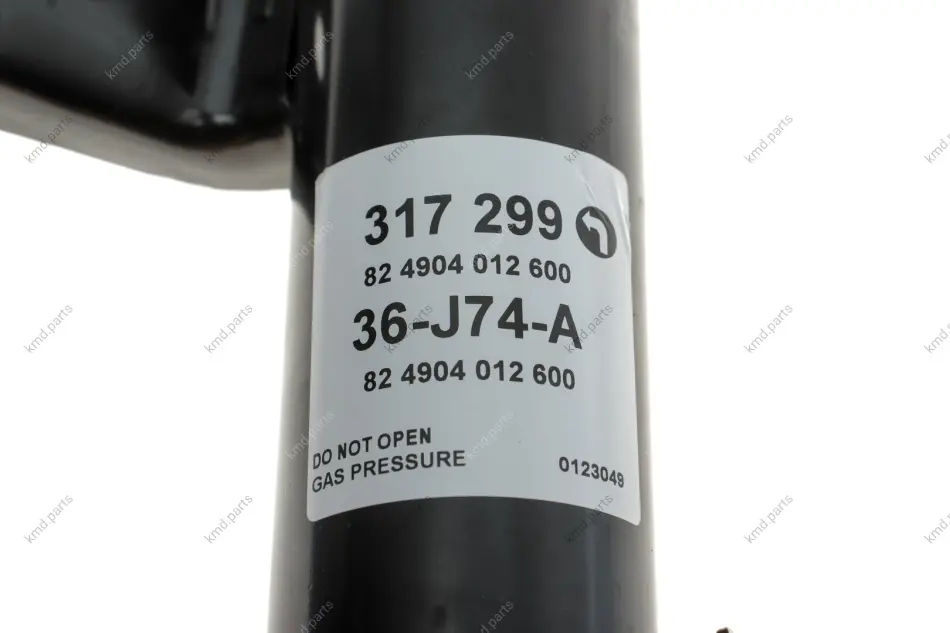 317 299
82 4904 012 600
36-J74-A
82 4904 012 600
DO NOT OPEN
GAS PRESSURE
0123049
kmd.parts